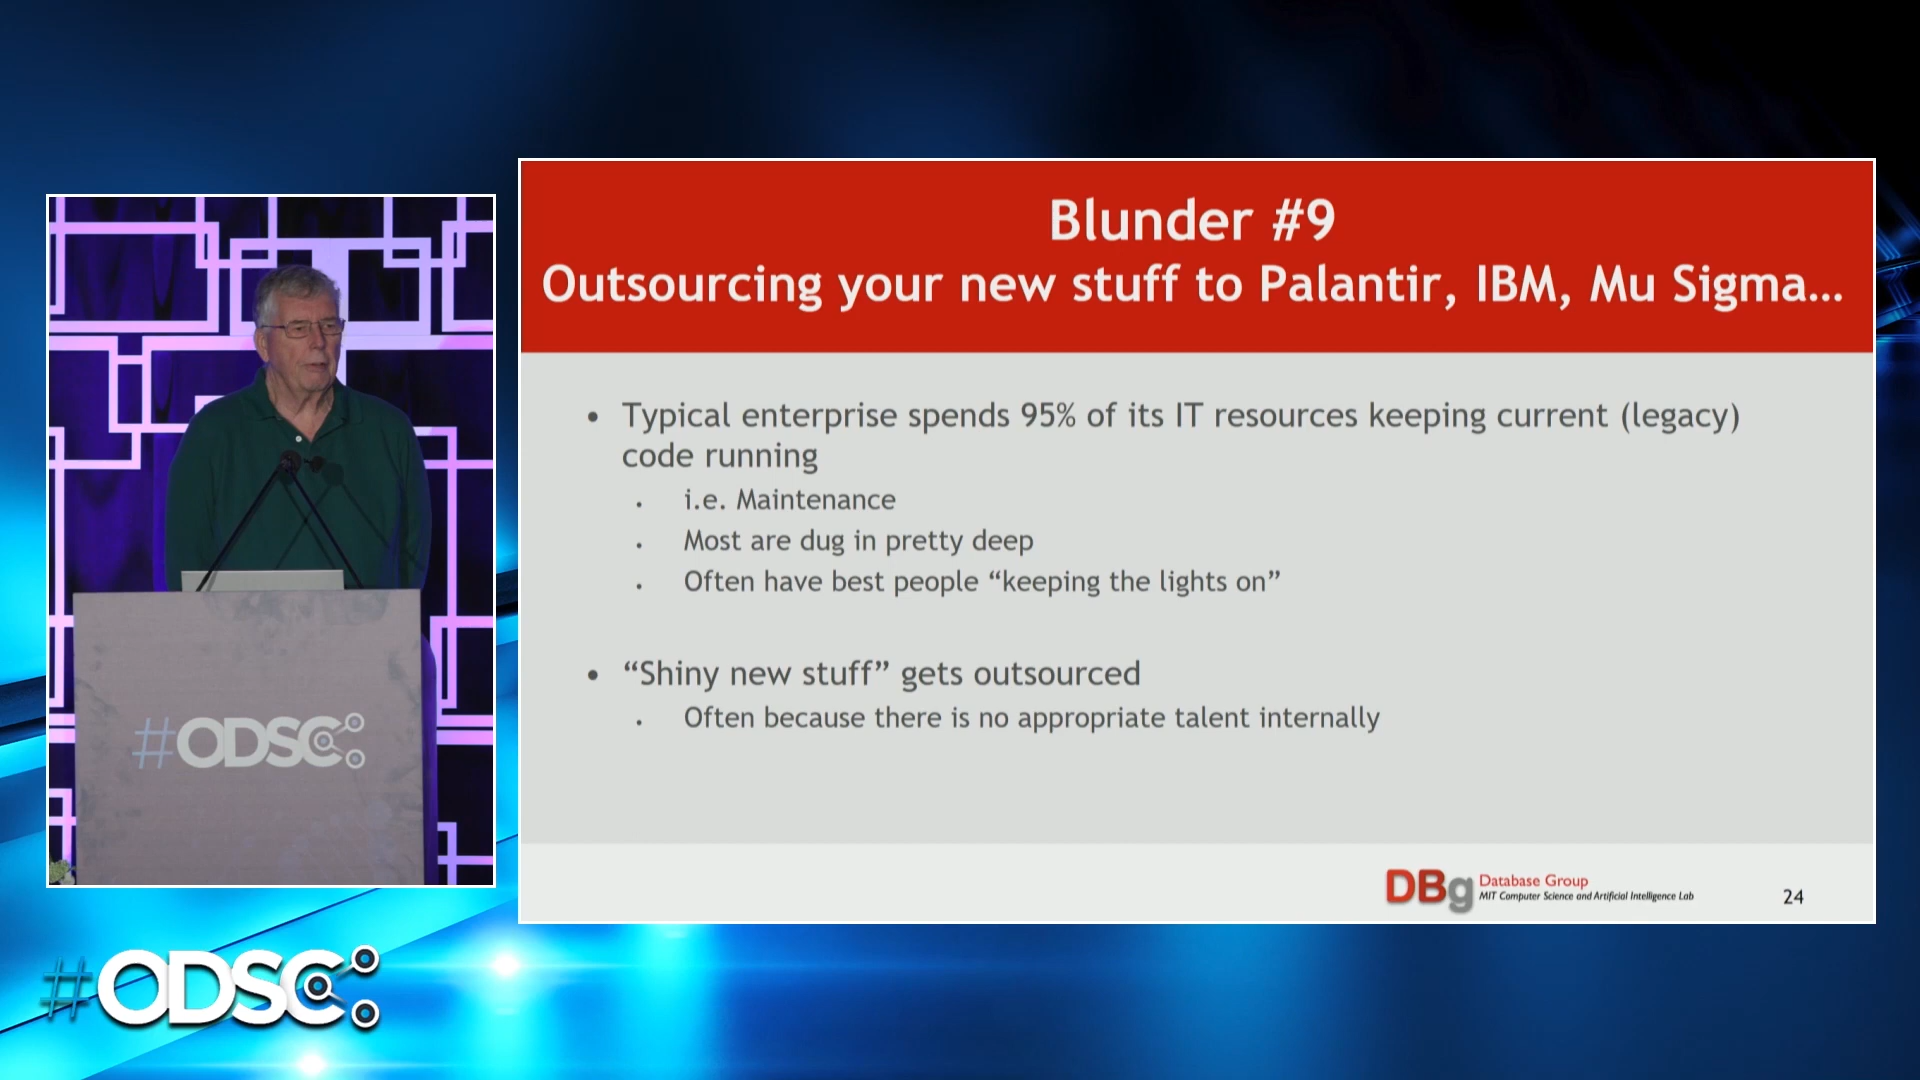 Blunder #9
Outsourcing your new stuff to Palantir, IBM, Mu Sigma...
• Typical enterprise spends 95% of its IT resources keeping current (legacy)
code running
• i.e. Maintenance
• Most are dug in pretty deep
• Often have best people “keeping the lights on”
• “Shiny new stuff” gets outsourced
• Often because there is no appropriate talent internally
DBg Database Group
MIT Computer Science and Artificial Intelligence Lab
24
#ODSC
#ODSC